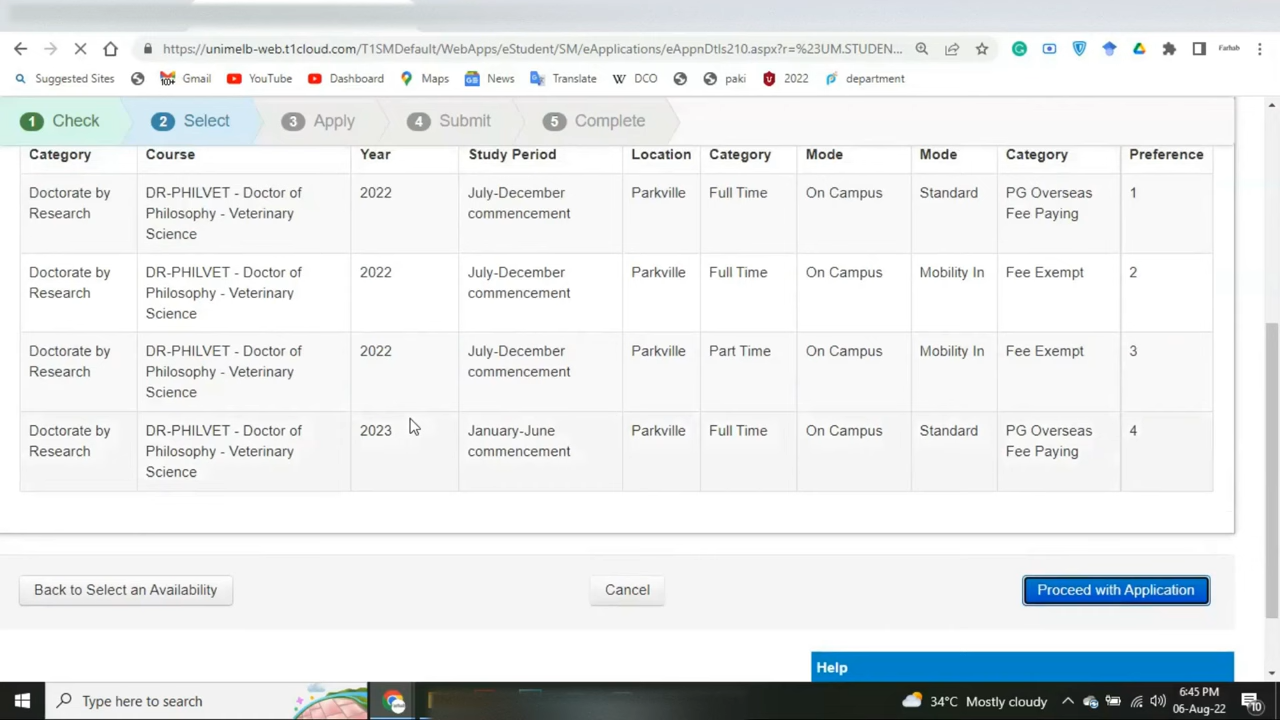 https://unimelb-web.t1cloud.com/T1SMDefault/WebApps/eStudent/SM/eApplications/eAppnDtls210.aspx?r=%23UM.STUDEN... Farhab
Suggested Sites Gmail YouTube Dashboard Maps News Translate W DCO paki 2022 department
1 Check 2 Select 3 Apply 4 Submit 5 Complete
Category Course Year Study Period Location Category Mode Mode Category Preference
Doctorate by DR-PHILVET - Doctor of 2022 July-December Parkville Full Time On Campus Standard PG Overseas 1
Research Philosophy - Veterinary commencement Fee Paying
Science
Doctorate by DR-PHILVET - Doctor of 2022 July-December Parkville Full Time On Campus Mobility In Fee Exempt 2
Research Philosophy - Veterinary commencement
Science
Doctorate by DR-PHILVET - Doctor of 2022 July-December Parkville Part Time On Campus Mobility In Fee Exempt 3
Research Philosophy - Veterinary commencement
Science
Doctorate by DR-PHILVET - Doctor of 2023 January-June Parkville Full Time On Campus Standard PG Overseas 4
Research Philosophy - Veterinary commencement Fee Paying
Science
Back to Select an Availability Cancel Proceed with Application
Help
Type here to search 34°C Mostly cloudy 6:45 PM
06-Aug-22 10